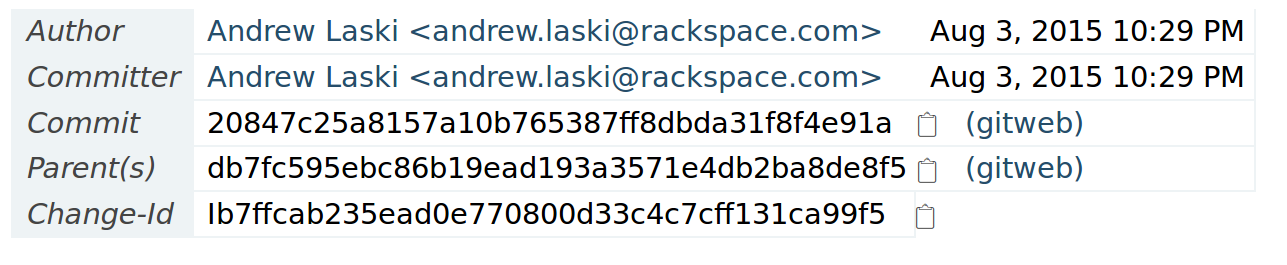 Author Andrew Laski <andrew.laski@rackspace.com> Aug 3, 2015 10:29 PM
Committer Andrew Laski <andrew.laski@rackspace.com> Aug 3, 2015 10:29 PM
Commit 20847c25a8157a10b765387ff8dbda31f8f4e91a (gitweb)
Parent(s) db7fc595ebc86b19ead193a3571e4db2ba8de8f5 (gitweb)
Change-Id Ib7ffcab235ead0e770800d33c4c7cff131ca99f5